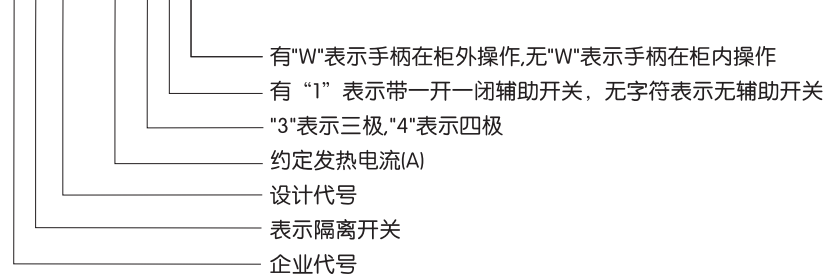 有"W"表示手柄在柜外操作,无"W"表示手柄在柜内操作
有“1”表示带一开一闭辅助开关，无字符表示无辅助开关
"3"表示三极,"4"表示四极
约定发热电流(A)
设计代号
表示隔离开关
企业代号